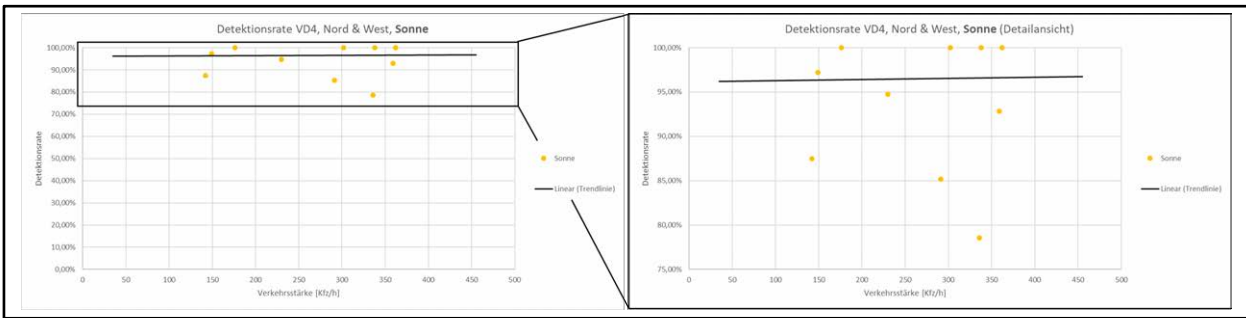 Detektionsrate VD4, Nord & West, Sonne
100,00%
90,00%
80,00%
70,00%
60,00%
50,00%
40,00%
30,00%
20,00%
10,00%
0,00%
Detektionsrate
0 50 100 150 200 250 300 350 400 450 500
Verkehrsstärke [Kfz/h]
Sonne
Linear (Trendlinie)
Detektionsrate VD4, Nord & West, Sonne (Detailansicht)
100,00%
95,00%
90,00%
85,00%
80,00%
75,00%
Detektionsrate
0 50 100 150 200 250 300 350 400 450 500
Verkehrsstärke [Kfz/h]
Sonne
Linear (Trendlinie)